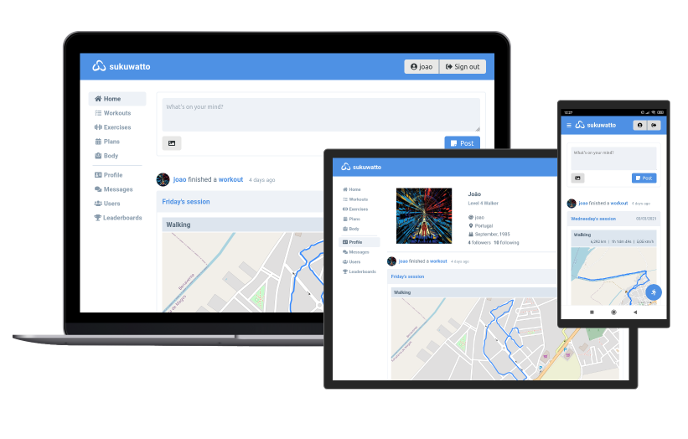 sukuwatto
joao
Sign out
Home
Workouts
Exercises
Plans
Body
Profile
Messages
Users
Leaderboards
What's on your mind?
Post
joao finished a workout 4 days ago
Friday's session
Walking
sukuwatto
Home
Workouts
Exercises
Plans
Body
Profile
Messages
Users
Leaderboards
João
Level 4 Walker
joao
Portugal
September, 1985
4 followers 10 following
joao finished a workout 4 days ago
Friday's session
Walking
sukuwatto
What's on your mind?
Post
joao finished a workout
Wednesday's session
Walking